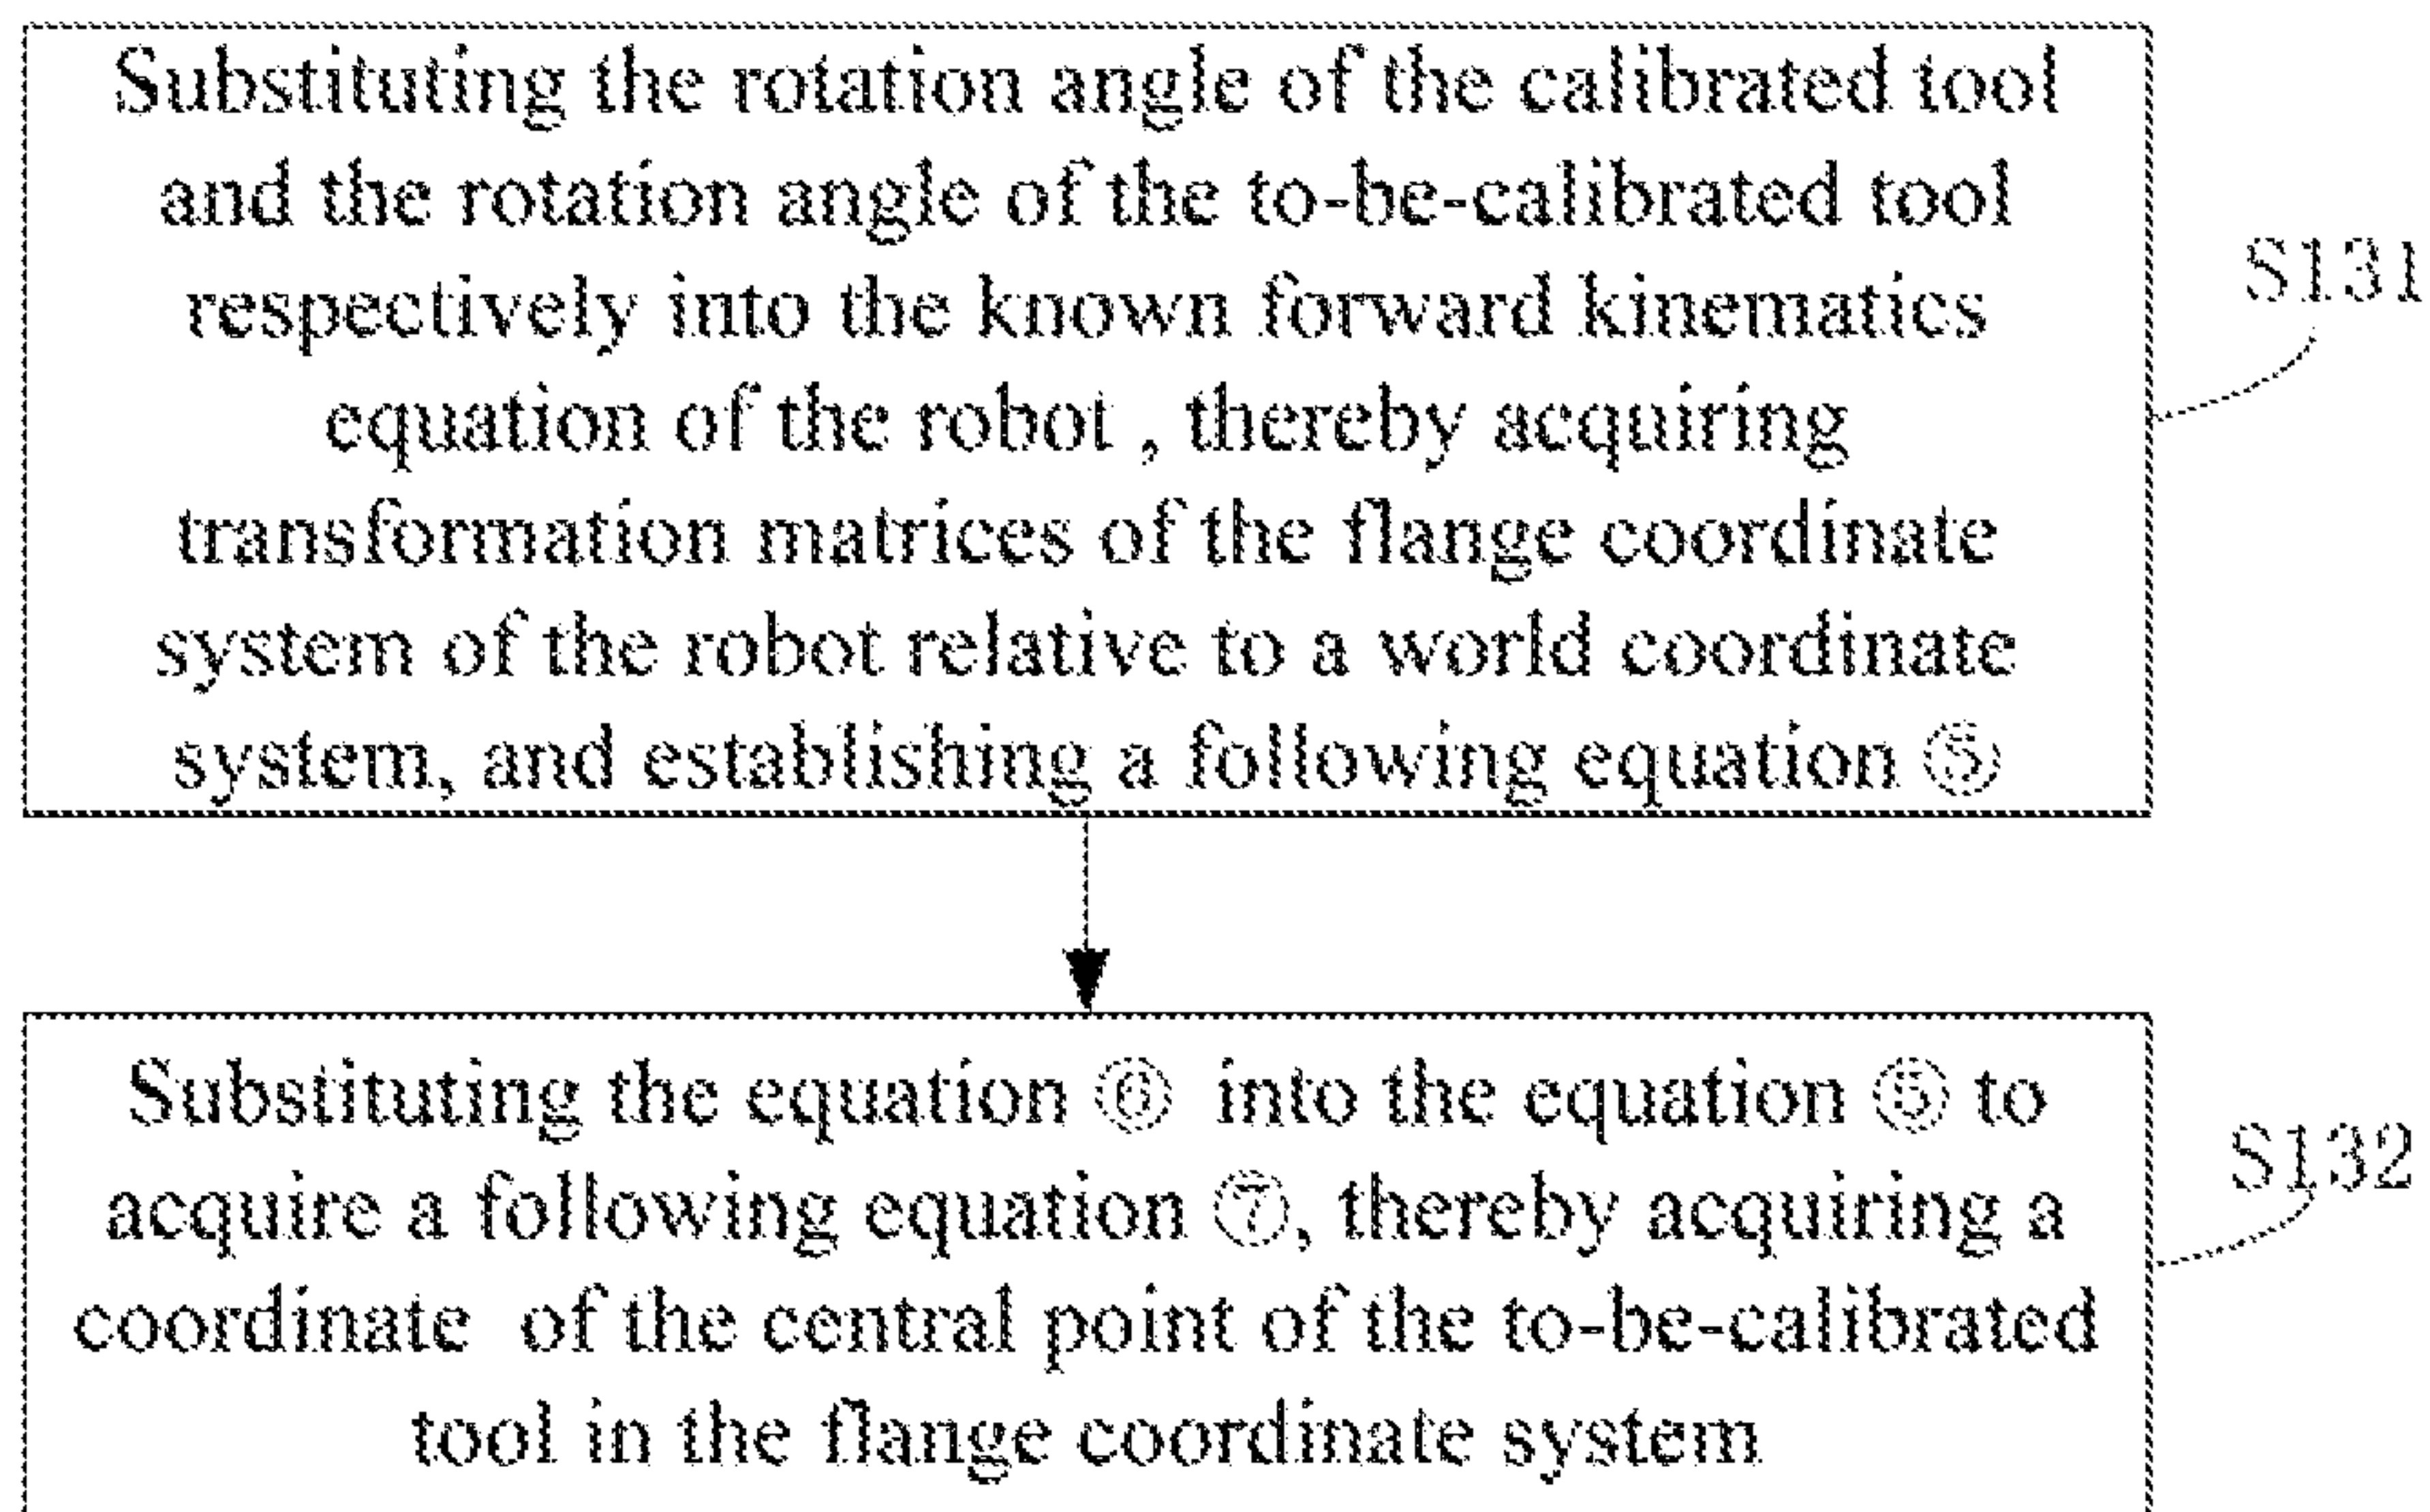 Substituting the rotation angle of the calibrated tool
and the rotation angle of the to-be-calibrated tool
respectively into the known forward kinematics
equation of the robot , thereby acquiring
transformation matrices of the flange coordinate
system of the robot relative to a world coordinate
system, and establishing a following equation ⑤
S131
Substituting the equation ⑥ into the equation ⑤ to
acquire a following equation ⑦, thereby acquiring a
coordinate of the central point of the to-be-calibrated
tool in the flange coordinate system
S132